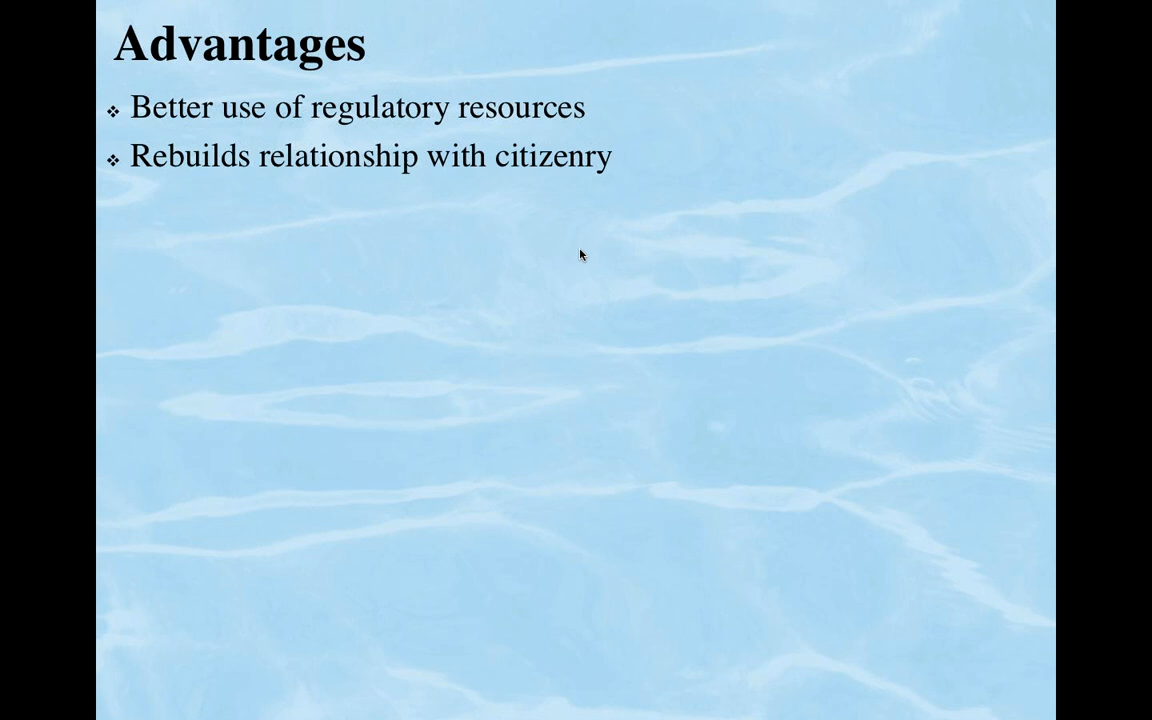 Advantages
❖ Better use of regulatory resources
❖ Rebuilds relationship with citizenry